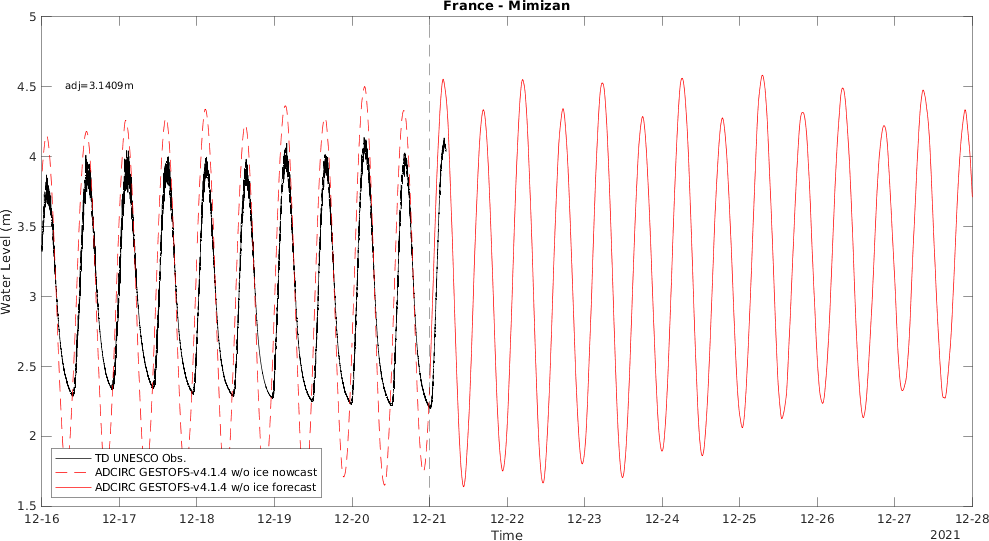 France - Mimizan
5
4.5
adj=3.1409m
4
3.5
3
2.5
2
1.5
Water Level (m)
TD UNESCO Obs.
ADCIRC GESTOFS-v4.1.4 w/o ice nowcast
ADCIRC GESTOFS-v4.1.4 w/o ice forecast
12-16 12-17 12-18 12-19 12-20 12-21 12-22 12-23 12-24 12-25 12-26 12-27 12-28
Time
2021